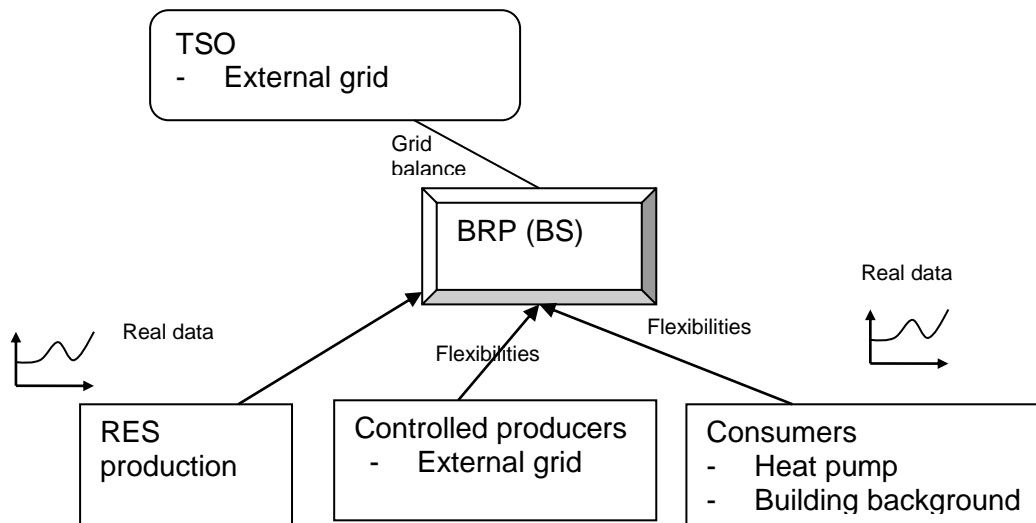 TSO
- External grid
Grid
balance
BRP (BS)
Real data
Real data
Flexibilities
Flexibilities
RES
production
Controlled producers
- External grid
Consumers
- Heat pump
- Building background